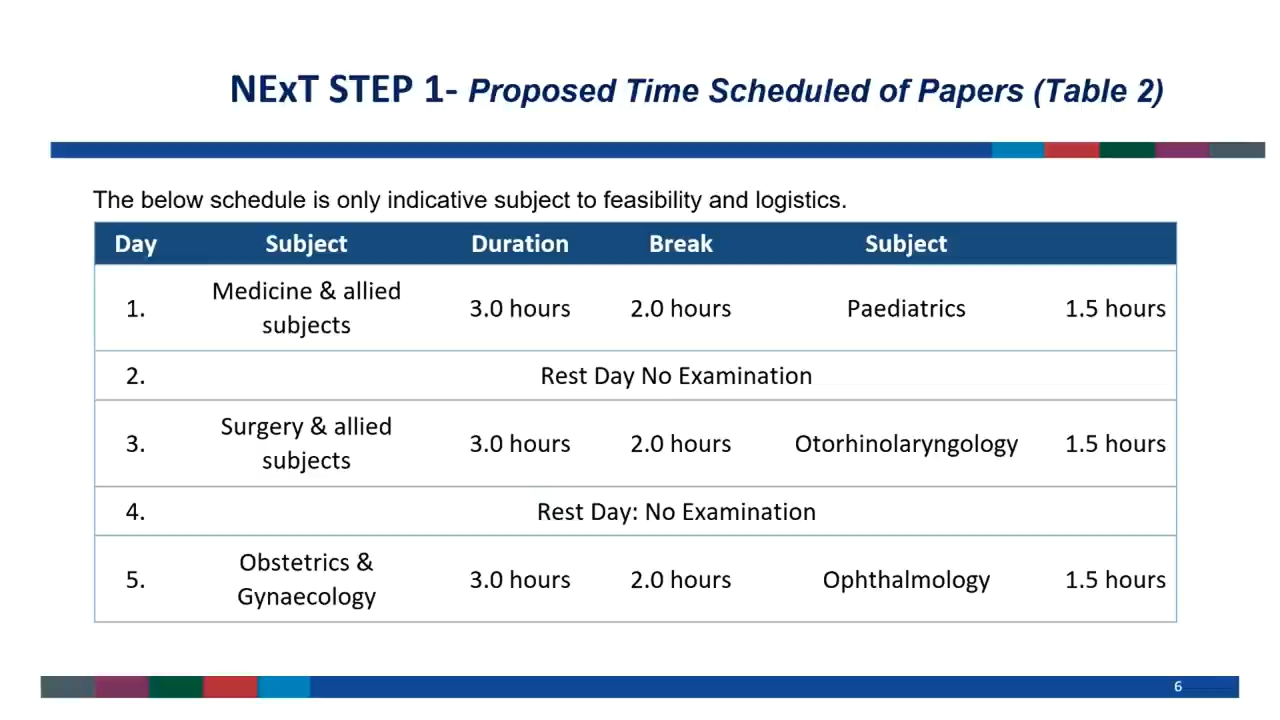 NExT STEP 1- Proposed Time Scheduled of Papers (Table 2)
The below schedule is only indicative subject to feasibility and logistics.
Day Subject Duration Break Subject
1. Medicine & allied subjects 3.0 hours 2.0 hours Paediatrics 1.5 hours
2. Rest Day No Examination
3. Surgery & allied subjects 3.0 hours 2.0 hours Otorhinolaryngology 1.5 hours
4. Rest Day: No Examination
5. Obstetrics & Gynaecology 3.0 hours 2.0 hours Ophthalmology 1.5 hours
6